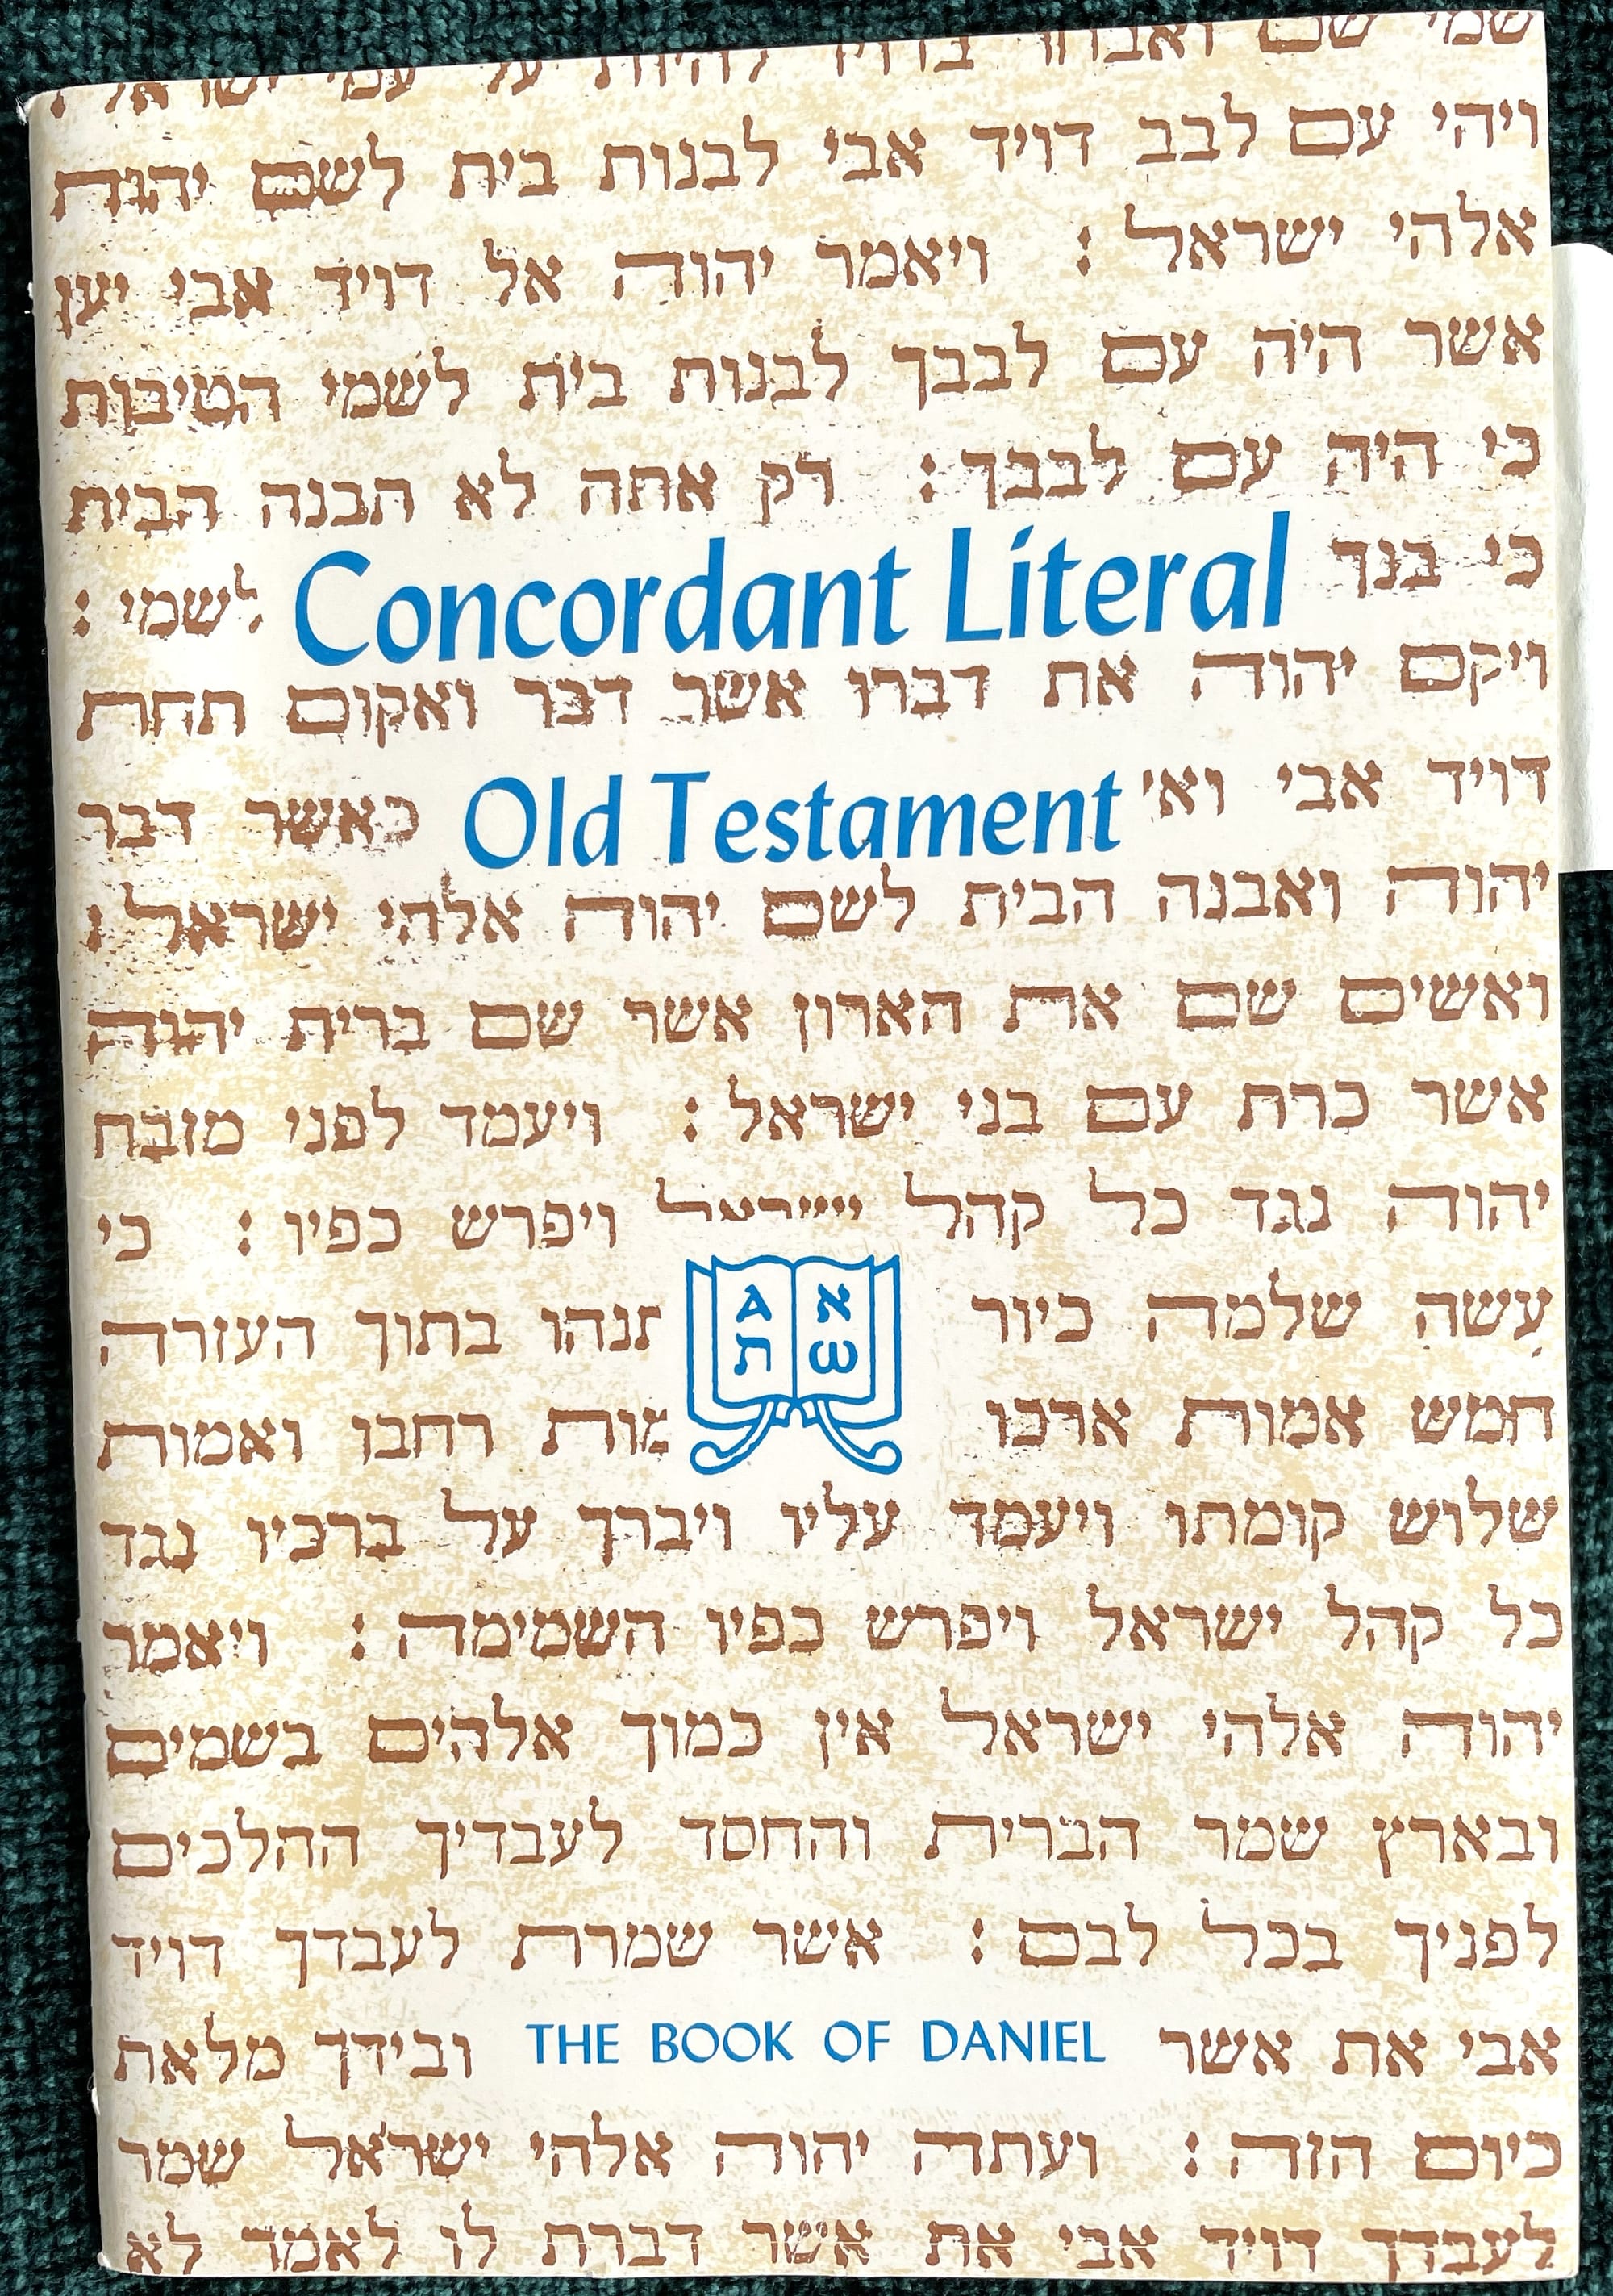 ויהי עם לבב דויד אבי לבנות בית לשם יהוה
אלהי ישראל : ויאמר יהוה אל דויד אבי יען
אשר היה עם לבבך לבנות בית לשמי הטיבות
כי היה עם לבבך : רק אתה לא תבנה הבית
כי בנך לשמי :
Concordant Literal
ויקם יהוה את דברו אשר דבר ואקום תחת
דויד אבי כאשר דבר
Old Testament
יהוה ואבנה הבית לשם יהוה אלהי ישראל :
ואשים שם את הארון אשר שם ברית יהוה
אשר כרת עם בני ישראל : ויעמד לפני מזבח
יהוה נגד כל קהל ישראל ויפרש כפיו : כי
עשה שלמה כיור תנהו בתוך העזרה
א A
ש ת
חמש אמות ארכו מות רחבו ואמות
שלוש קומתו ויעמד עליו ויברך על ברכיו נגד
כל קהל ישראל ויפרש כפיו השמימה : ויאמר
יהוה אלהי ישראל אין כמוך אלהים בשמים
ובארץ שמר הברית והחסד לעבדיך ההלכים
לפניך בכל לבם : אשר שמרת לעבדך דויד
אבי את אשר ובידך מלאת
THE BOOK OF DANIEL
כיום הזה : ועתה יהוה אלהי ישראל שמר
לעבדך דויד אבי את אשר דברת לו לאמר לא